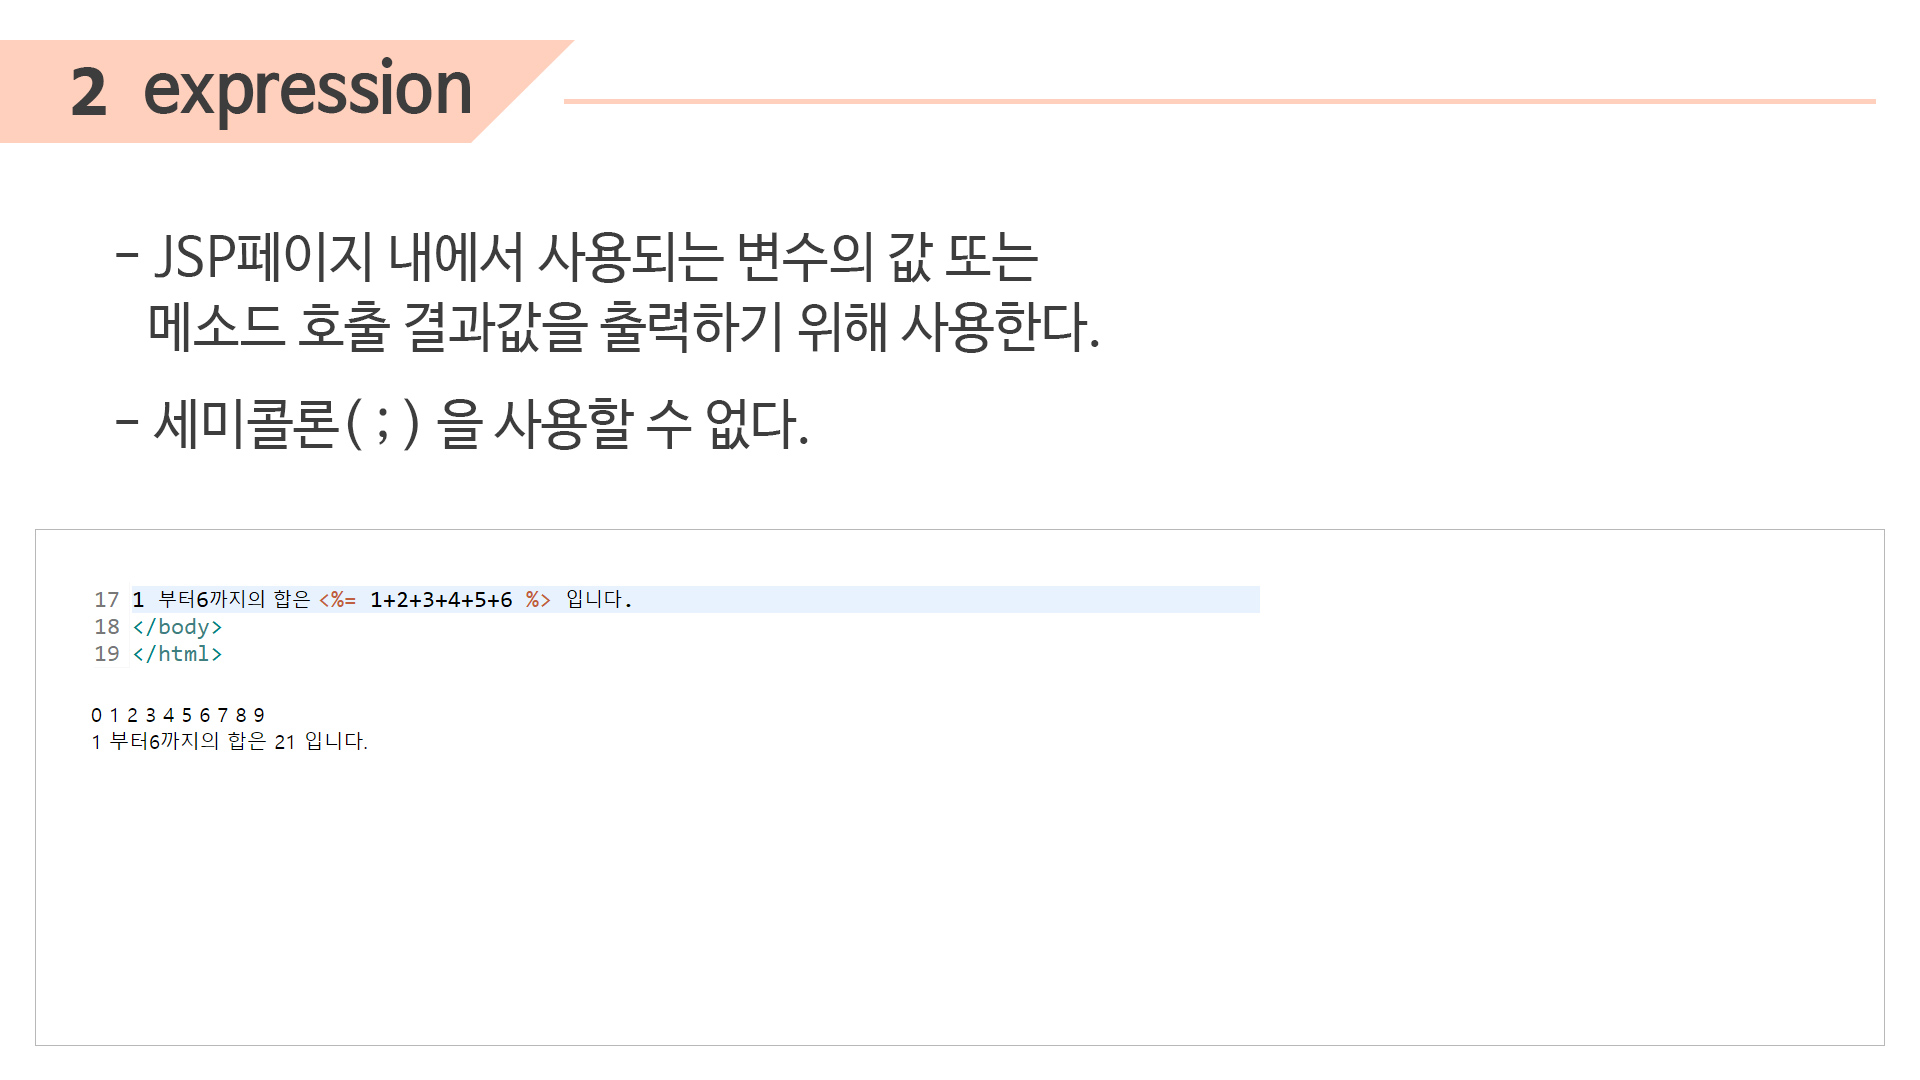 2 expression
- JSP페이지 내에서 사용되는 변수의 값 또는
메소드 호출 결과값을 출력하기 위해 사용한다.
- 세미콜론(;) 을 사용할 수 없다.
17 1 부터6까지의 합은 <%= 1+2+3+4+5+6 %> 입니다.
18 </body>
19 </html>
0 1 2 3 4 5 6 7 8 9
1 부터6까지의 합은 21 입니다.